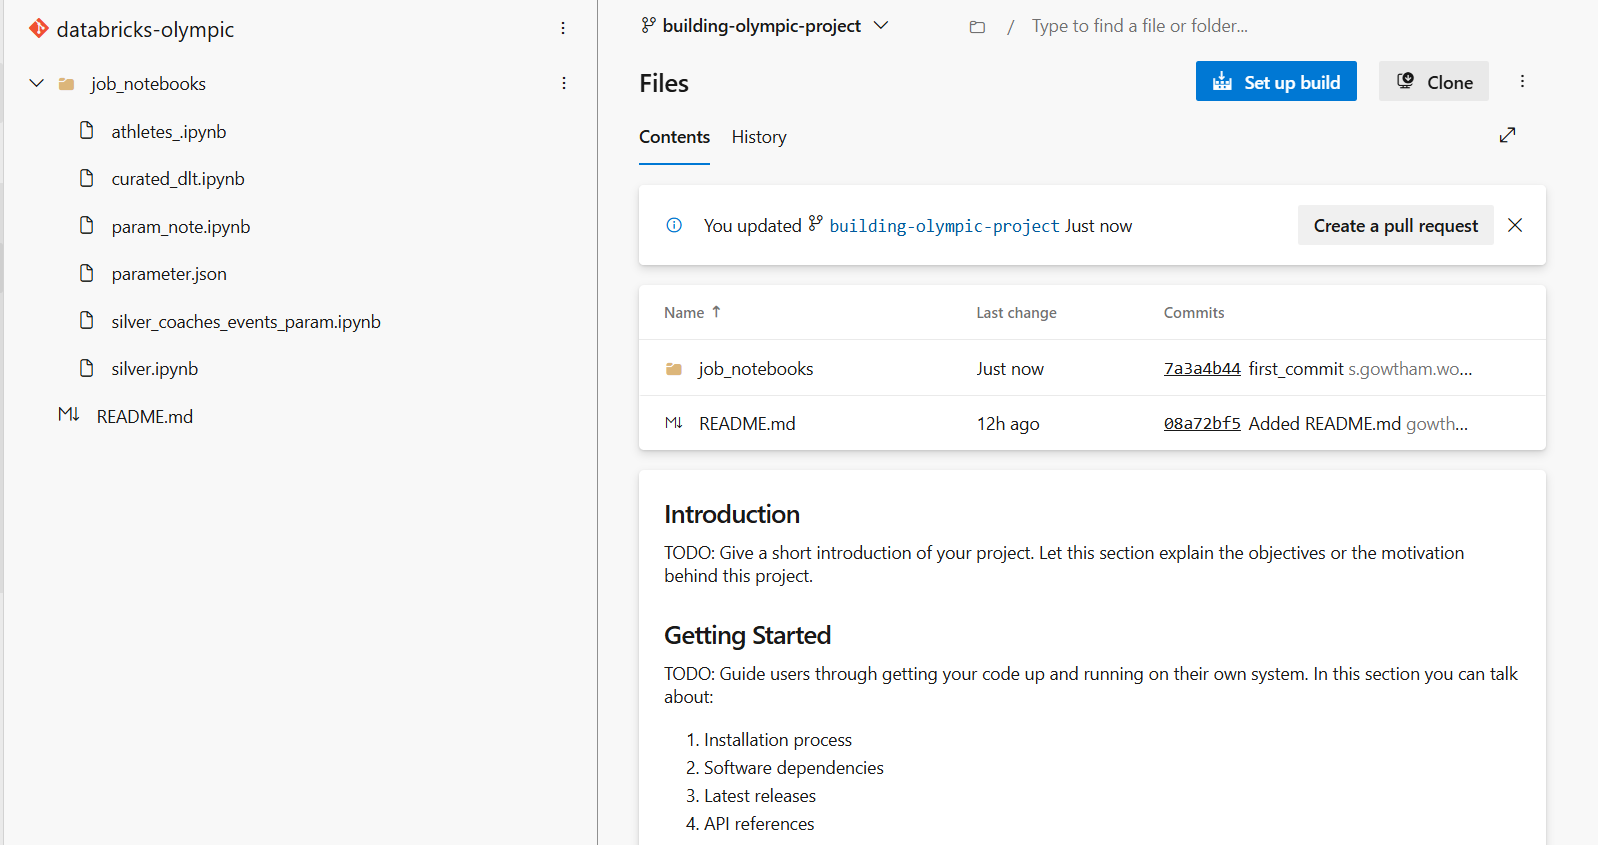 databricks-olympic
job_notebooks
athletes_.ipynb
curated_dlt.ipynb
param_note.ipynb
parameter.json
silver_coaches_events_param.ipynb
silver.ipynb
README.md
building-olympic-project
/ Type to find a file or folder...
Files
Set up build
Clone
Contents History
You updated building-olympic-project Just now
Create a pull request
Name ↑ Last change Commits
job_notebooks Just now 7a3a4b44 first_commit s.gowtham.wo...
README.md 12h ago 08a72bf5 Added README.md gowth...
Introduction
TODO: Give a short introduction of your project. Let this section explain the objectives or the motivation
behind this project.
Getting Started
TODO: Guide users through getting your code up and running on their own system. In this section you can talk
about:
1. Installation process
2. Software dependencies
3. Latest releases
4. API references